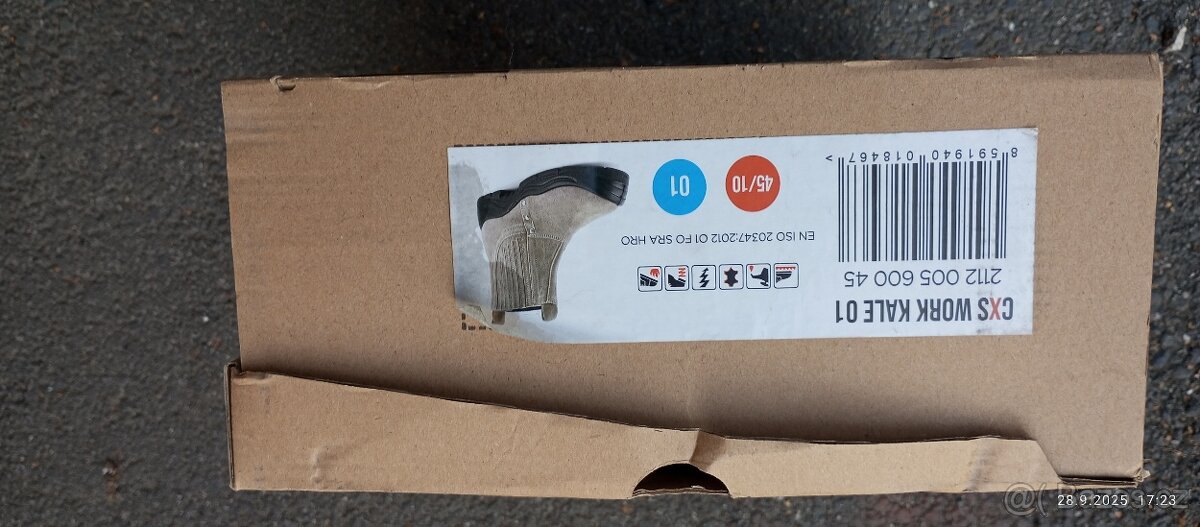 CXS WORK KALE O1
2112 005 600 45
8 591940 018467 >
EN ISO 20347:2012 O1 FO SRA HRO
45/10
O1
28.9.2025 17:23